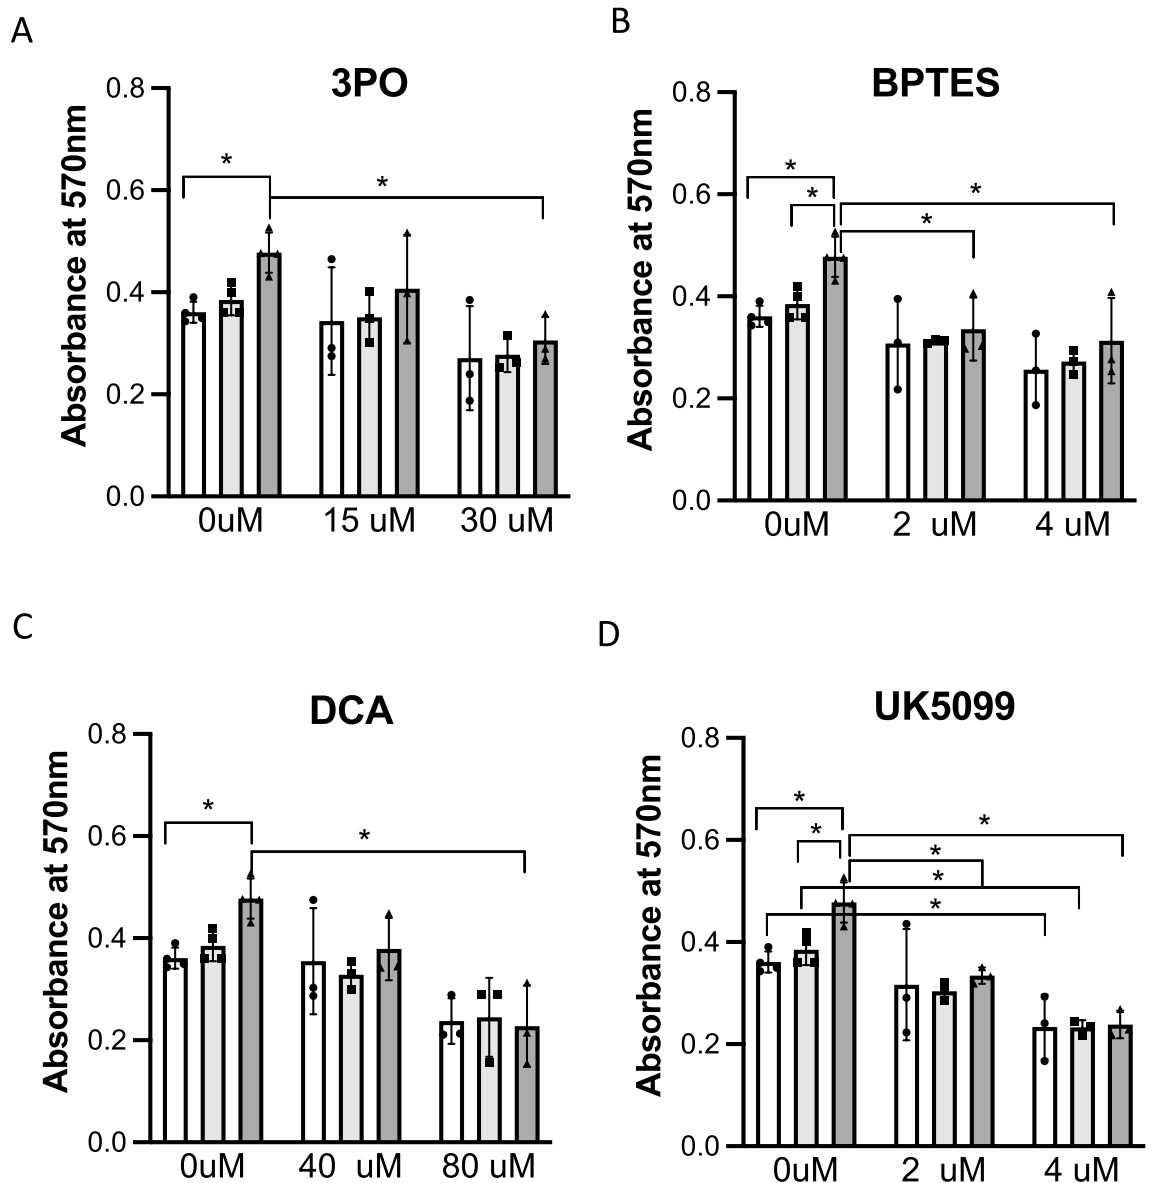 A
3PO
Absorbance at 570nm
0.8
0.6
0.4
0.2
0.0
*
*
0uM
15 uM
30 uM
B
BPTES
Absorbance at 570nm
0.8
0.6
0.4
0.2
0.0
*
*
*
*
0uM
2 uM
4 uM
C
DCA
Absorbance at 570nm
0.8
0.6
0.4
0.2
0.0
*
*
0uM
40 uM
80 uM
D
UK5099
Absorbance at 570nm
0.8
0.6
0.4
0.2
0.0
*
*
*
*
*
*
0uM
2 uM
4 uM